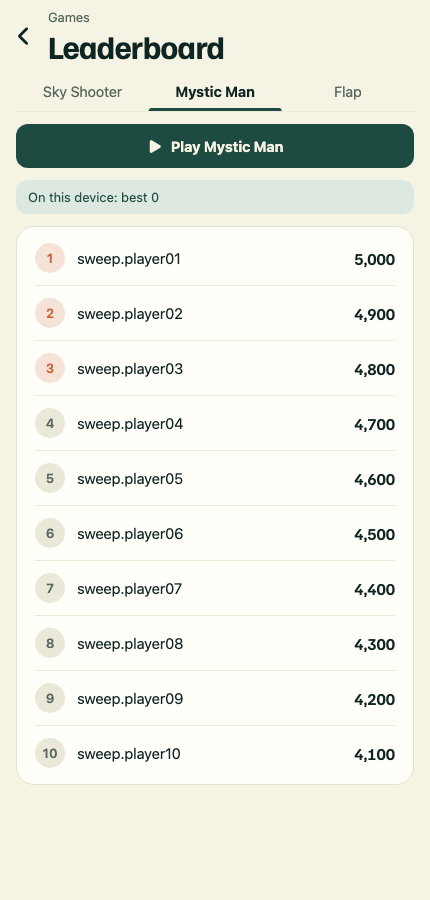 Games
Leaderboard
Sky Shooter Mystic Man Flap
Play Mystic Man
On this device: best 0
1 sweep.player01 5,000
2 sweep.player02 4,900
3 sweep.player03 4,800
4 sweep.player04 4,700
5 sweep.player05 4,600
6 sweep.player06 4,500
7 sweep.player07 4,400
8 sweep.player08 4,300
9 sweep.player09 4,200
10 sweep.player10 4,100